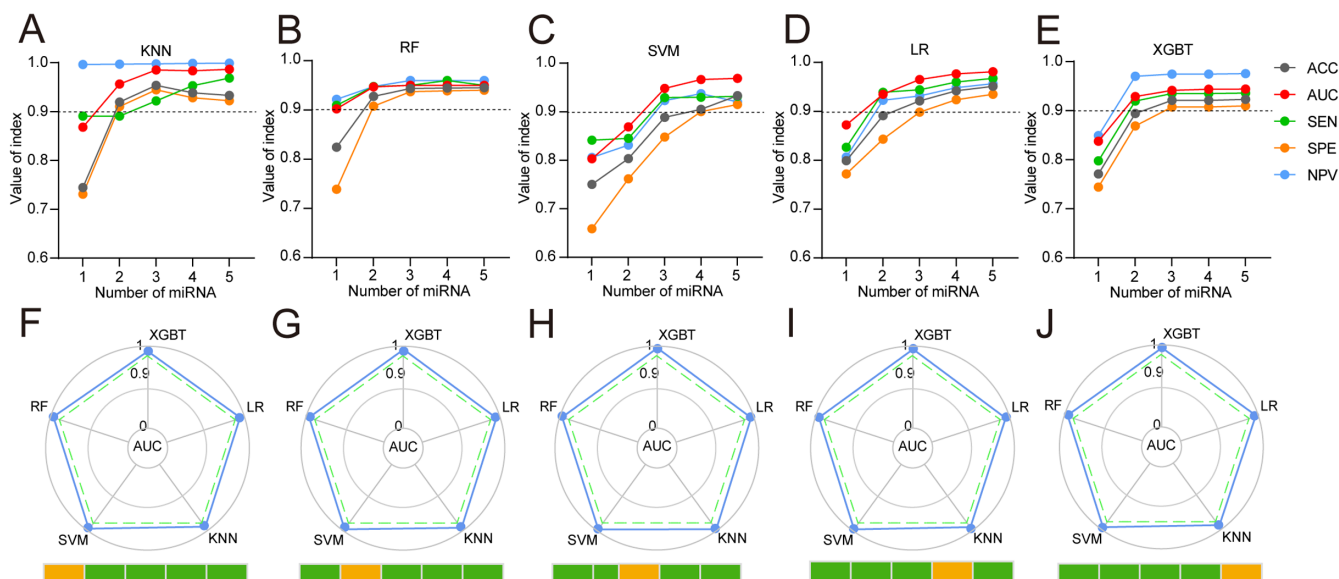 A
KNN
Value of index
1.0
0.9
0.8
0.7
0.6
1 2 3 4 5
Number of miRNA
B
RF
Value of index
1.0
0.9
0.8
0.7
0.6
1 2 3 4 5
Number of miRNA
C
SVM
Value of index
1.0
0.9
0.8
0.7
0.6
1 2 3 4 5
Number of miRNA
D
LR
Value of index
1.0
0.9
0.8
0.7
0.6
1 2 3 4 5
Number of miRNA
E
XGBT
Value of index
1.0
0.9
0.8
0.7
0.6
1 2 3 4 5
Number of miRNA
ACC
AUC
SEN
SPE
NPV
F
XGBT
1
0.9
RF
LR
0
AUC
SVM
KNN
G
XGBT
1
0.9
RF
LR
0
AUC
SVM
KNN
H
XGBT
1
0.9
RF
LR
0
AUC
SVM
KNN
I
XGBT
1
0.9
RF
LR
0
AUC
SVM
KNN
J
XGBT
1
0.9
RF
LR
0
AUC
SVM
KNN